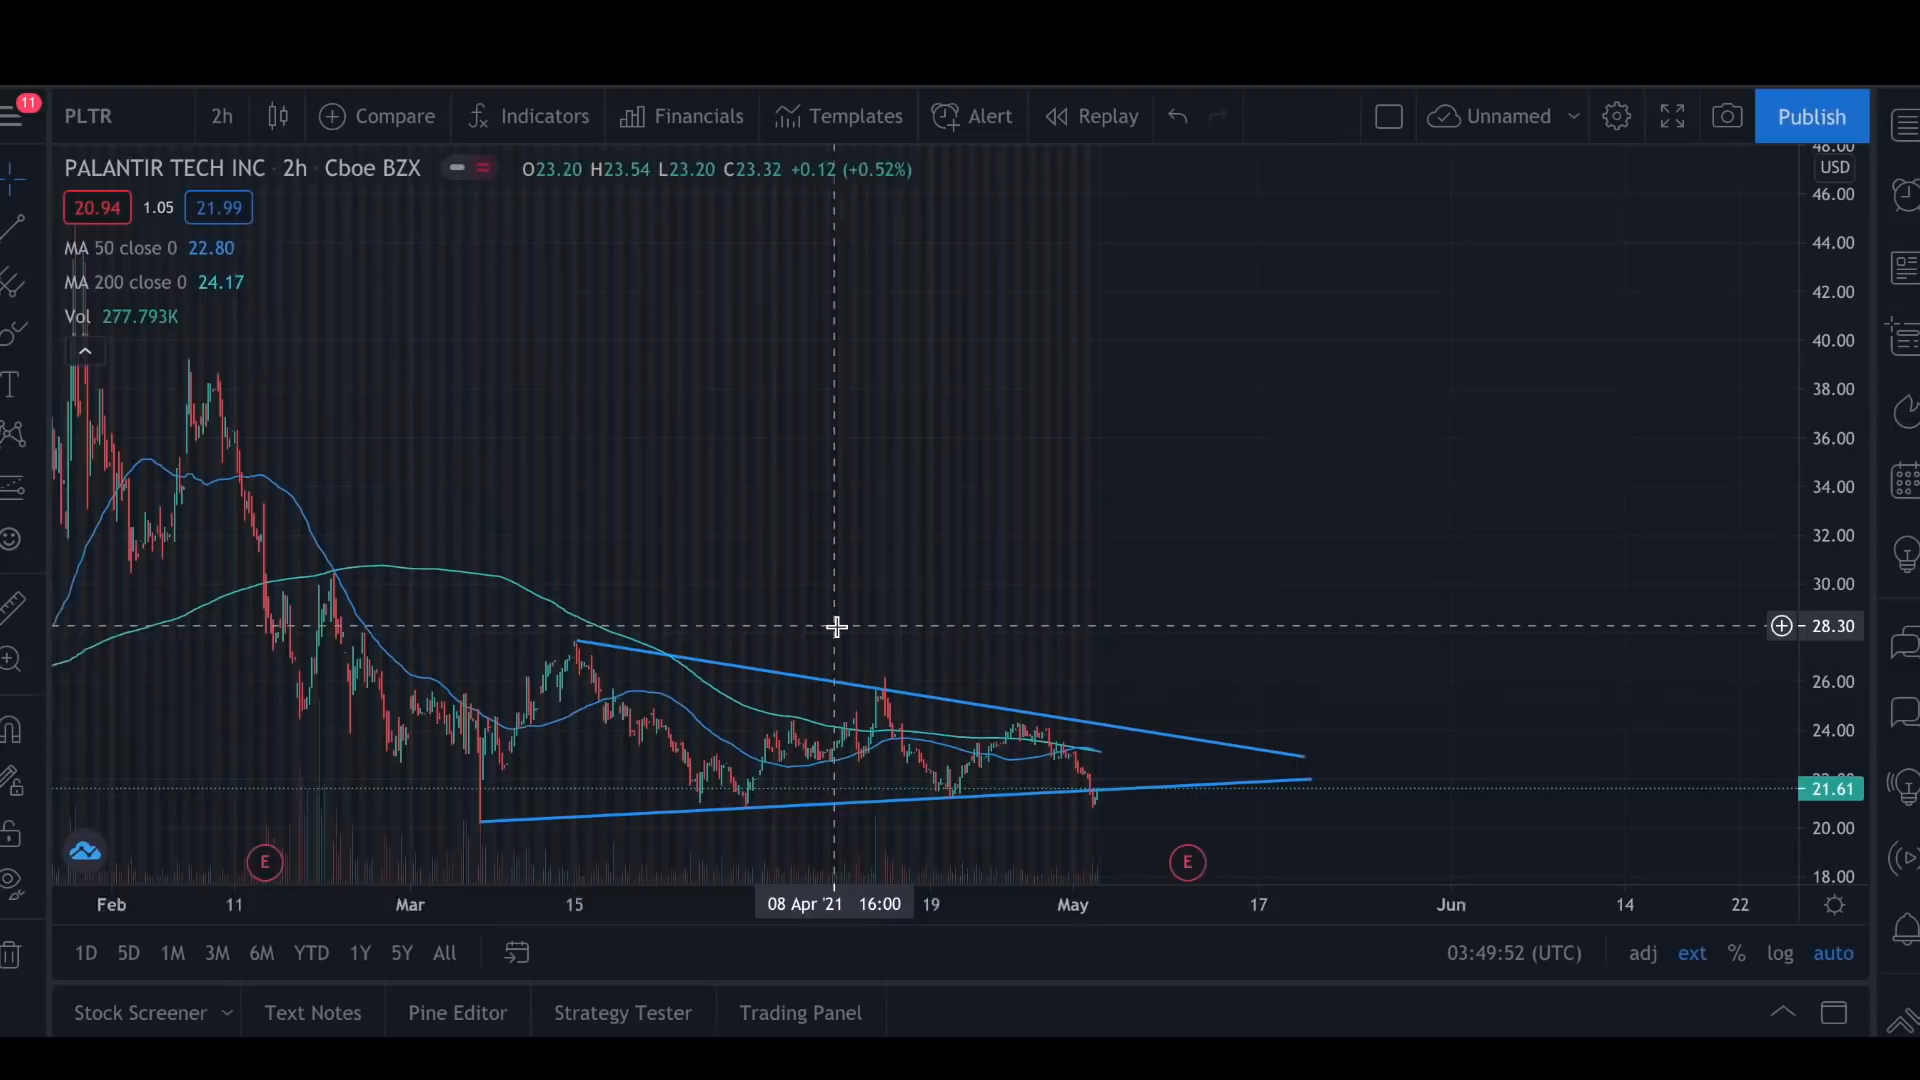 11
PLTR 2h Compare Indicators Financials Templates Alert Replay Unnamed Publish
PALANTIR TECH INC · 2h · Cboe BZX O23.20 H23.54 L23.20 C23.32 +0.12 (+0.52%)
20.94 1.05 21.99
MA 50 close 0 22.80
MA 200 close 0 24.17
Vol 277.793K
48.00
USD
46.00
44.00
42.00
40.00
38.00
36.00
34.00
32.00
30.00
28.30
26.00
24.00
22.00
21.61
20.00
18.00
E E
Feb 11 Mar 15 08 Apr '21 16:00 19 May 17 Jun 14 22
1D 5D 1M 3M 6M YTD 1Y 5Y All 03:49:52 (UTC) adj ext % log auto
Stock Screener Text Notes Pine Editor Strategy Tester Trading Panel